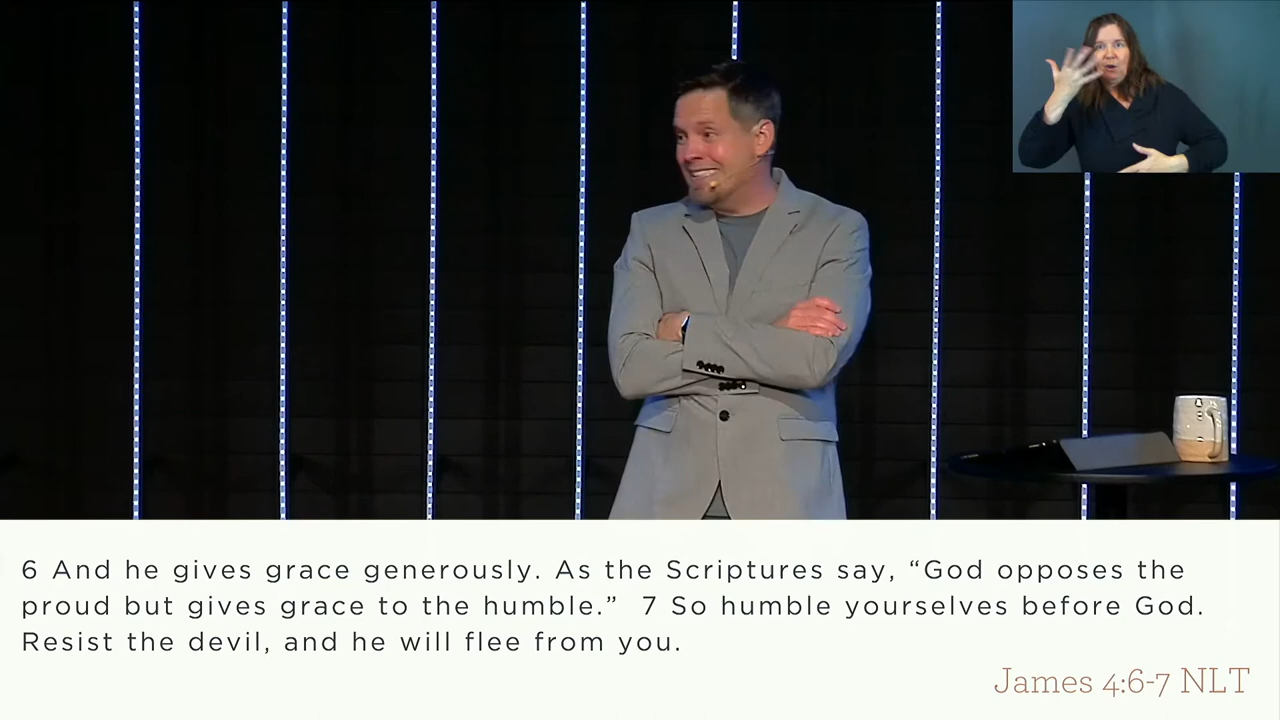 6 And he gives grace generously. As the Scriptures say, “God opposes the
proud but gives grace to the humble.”  7 So humble yourselves before God.
Resist the devil, and he will flee from you.
James 4:6-7 NLT